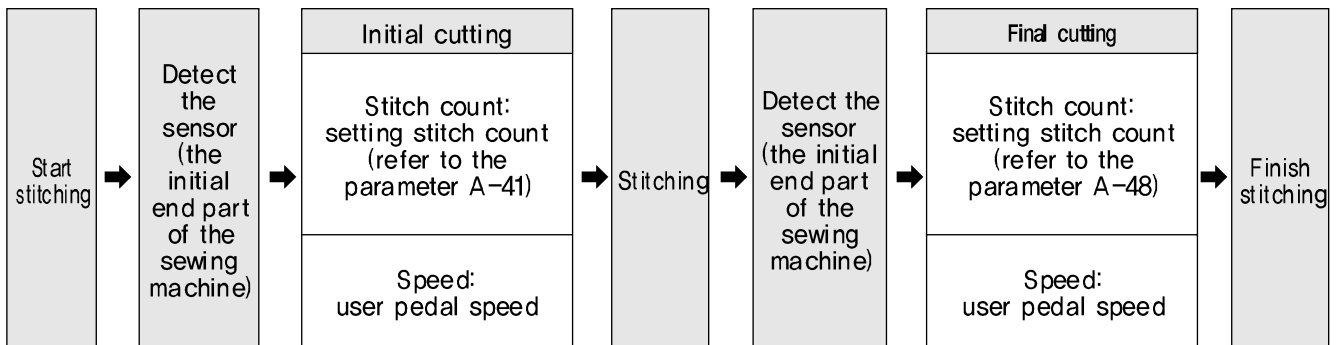 Start
stitching
Detect
the
sensor
(the
initial
end part
of the
sewing
machine)
Initial cutting
Stitch count:
setting stitch count
(refer to the
parameter A-41)
Speed:
user pedal speed
Stitching
Detect the
sensor
(the initial
end part
of the
sewing
machine)
Final cutting
Stitch count:
setting stitch count
(refer to the
parameter A-48)
Speed:
user pedal speed
Finish
stitching